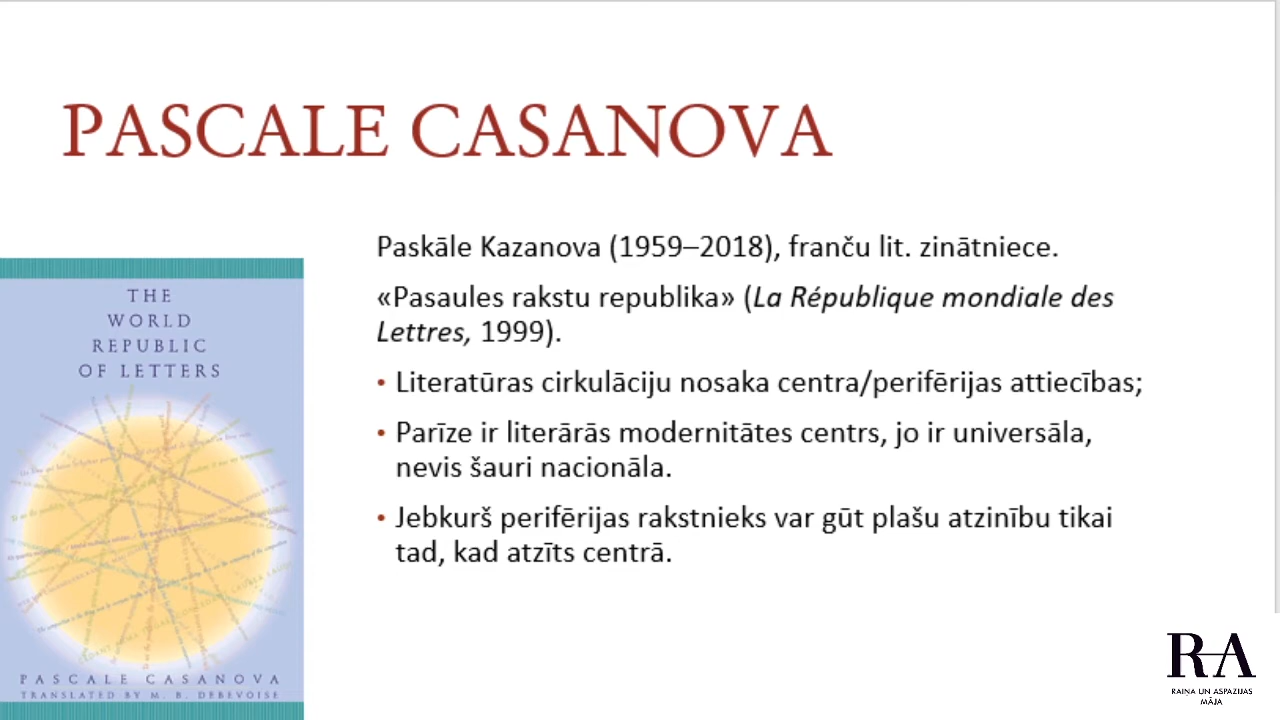 PASCALE CASANOVA
Paskāle Kazanova (1959–2018), franču lit. zinātniece.
«Pasaules rakstu republika» (La République mondiale des
Lettres, 1999).
• Literatūras cirkulāciju nosaka centra/perifērijas attiecības;
• Parīze ir literārās modernitātes centrs, jo ir universāla,
nevis šauri nacionāla.
• Jebkurš perifērijas rakstnieks var gūt plašu atzinību tikai
tad, kad atzīts centrā.
THE
WORLD
REPUBLIC
OF LETTERS
PASCALE CASANOVA
TRANSLATED BY M. B. DEBEVOISE
RA
RAIŅA UN ASPAZIJAS
MĀJA